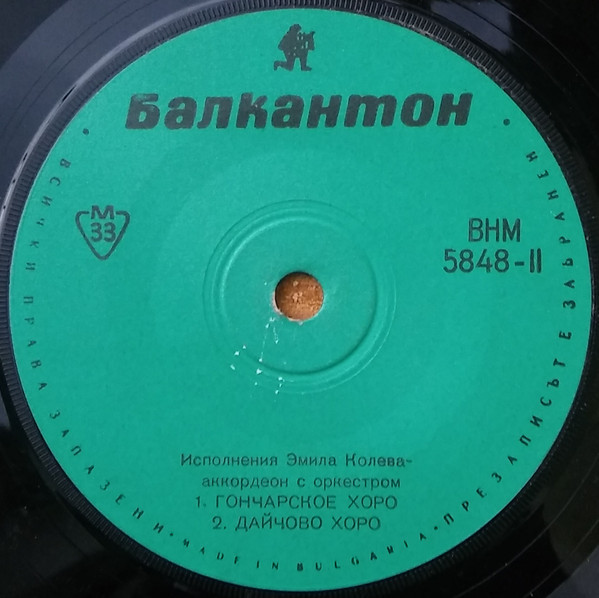 Балкантон
М
33
ВНМ
5848-II
Исполнения Эмила Колева-
аккордеон с оркестром
1. ГОНЧАРСКОЕ ХОРО
2. ДАЙЧОВО ХОРО
• ВСИЧКИ ПРАВА ЗАПАЗЕНИ • MADE IN BULGARIA • ПРЕЗАПИСЪТ Е ЗАБРАНЕН •